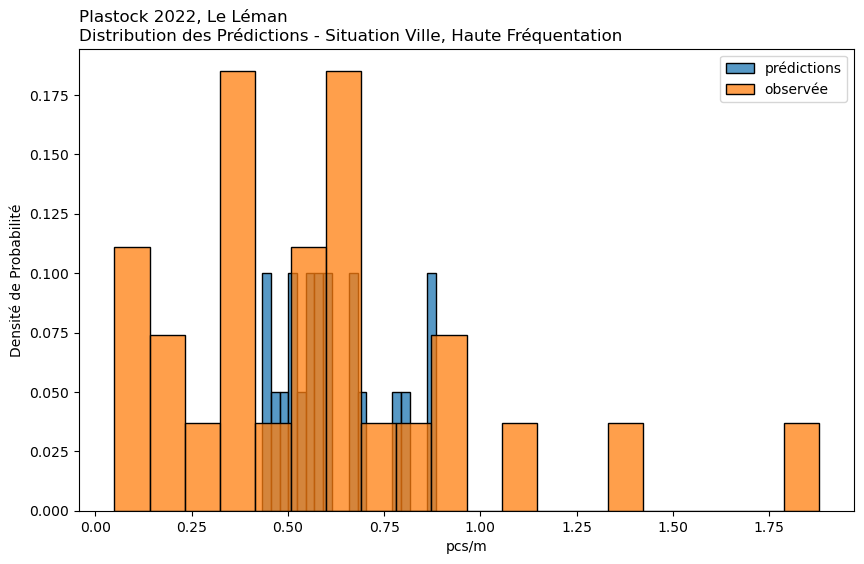 Plastock 2022, Le Léman
Distribution des Prédictions - Situation Ville, Haute Fréquentation
prédictions
observée
Densité de Probabilité
0.175
0.150
0.125
0.100
0.075
0.050
0.025
0.000
0.00 0.25 0.50 0.75 1.00 1.25 1.50 1.75
pcs/m